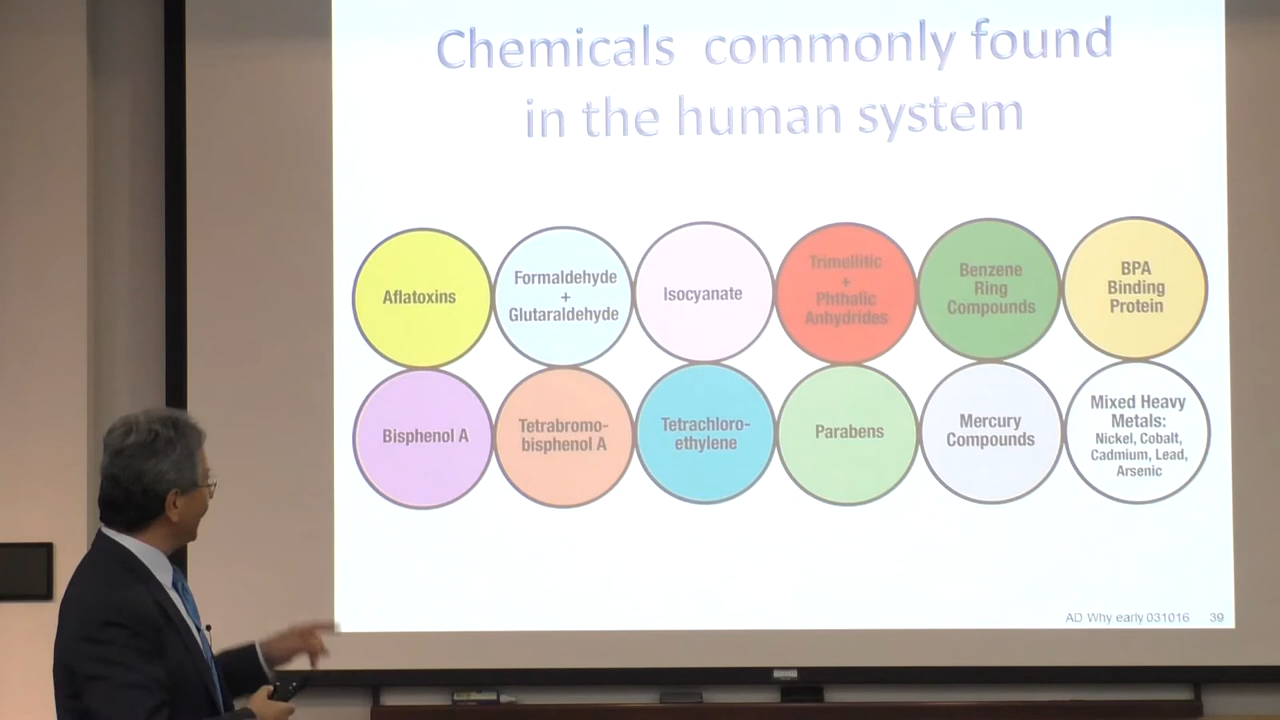 Chemicals commonly found
in the human system
Aflatoxins
Formaldehyde
+
Glutaraldehyde
Isocyanate
Trimellitic
+
Phthalic
Anhydrides
Benzene
Ring
Compounds
BPA
Binding
Protein
Bisphenol A
Tetrabromo-
bisphenol A
Tetrachloro-
ethylene
Parabens
Mercury
Compounds
Mixed Heavy
Metals:
Nickel, Cobalt,
Cadmium, Lead,
Arsenic
AD Why early 031016 39